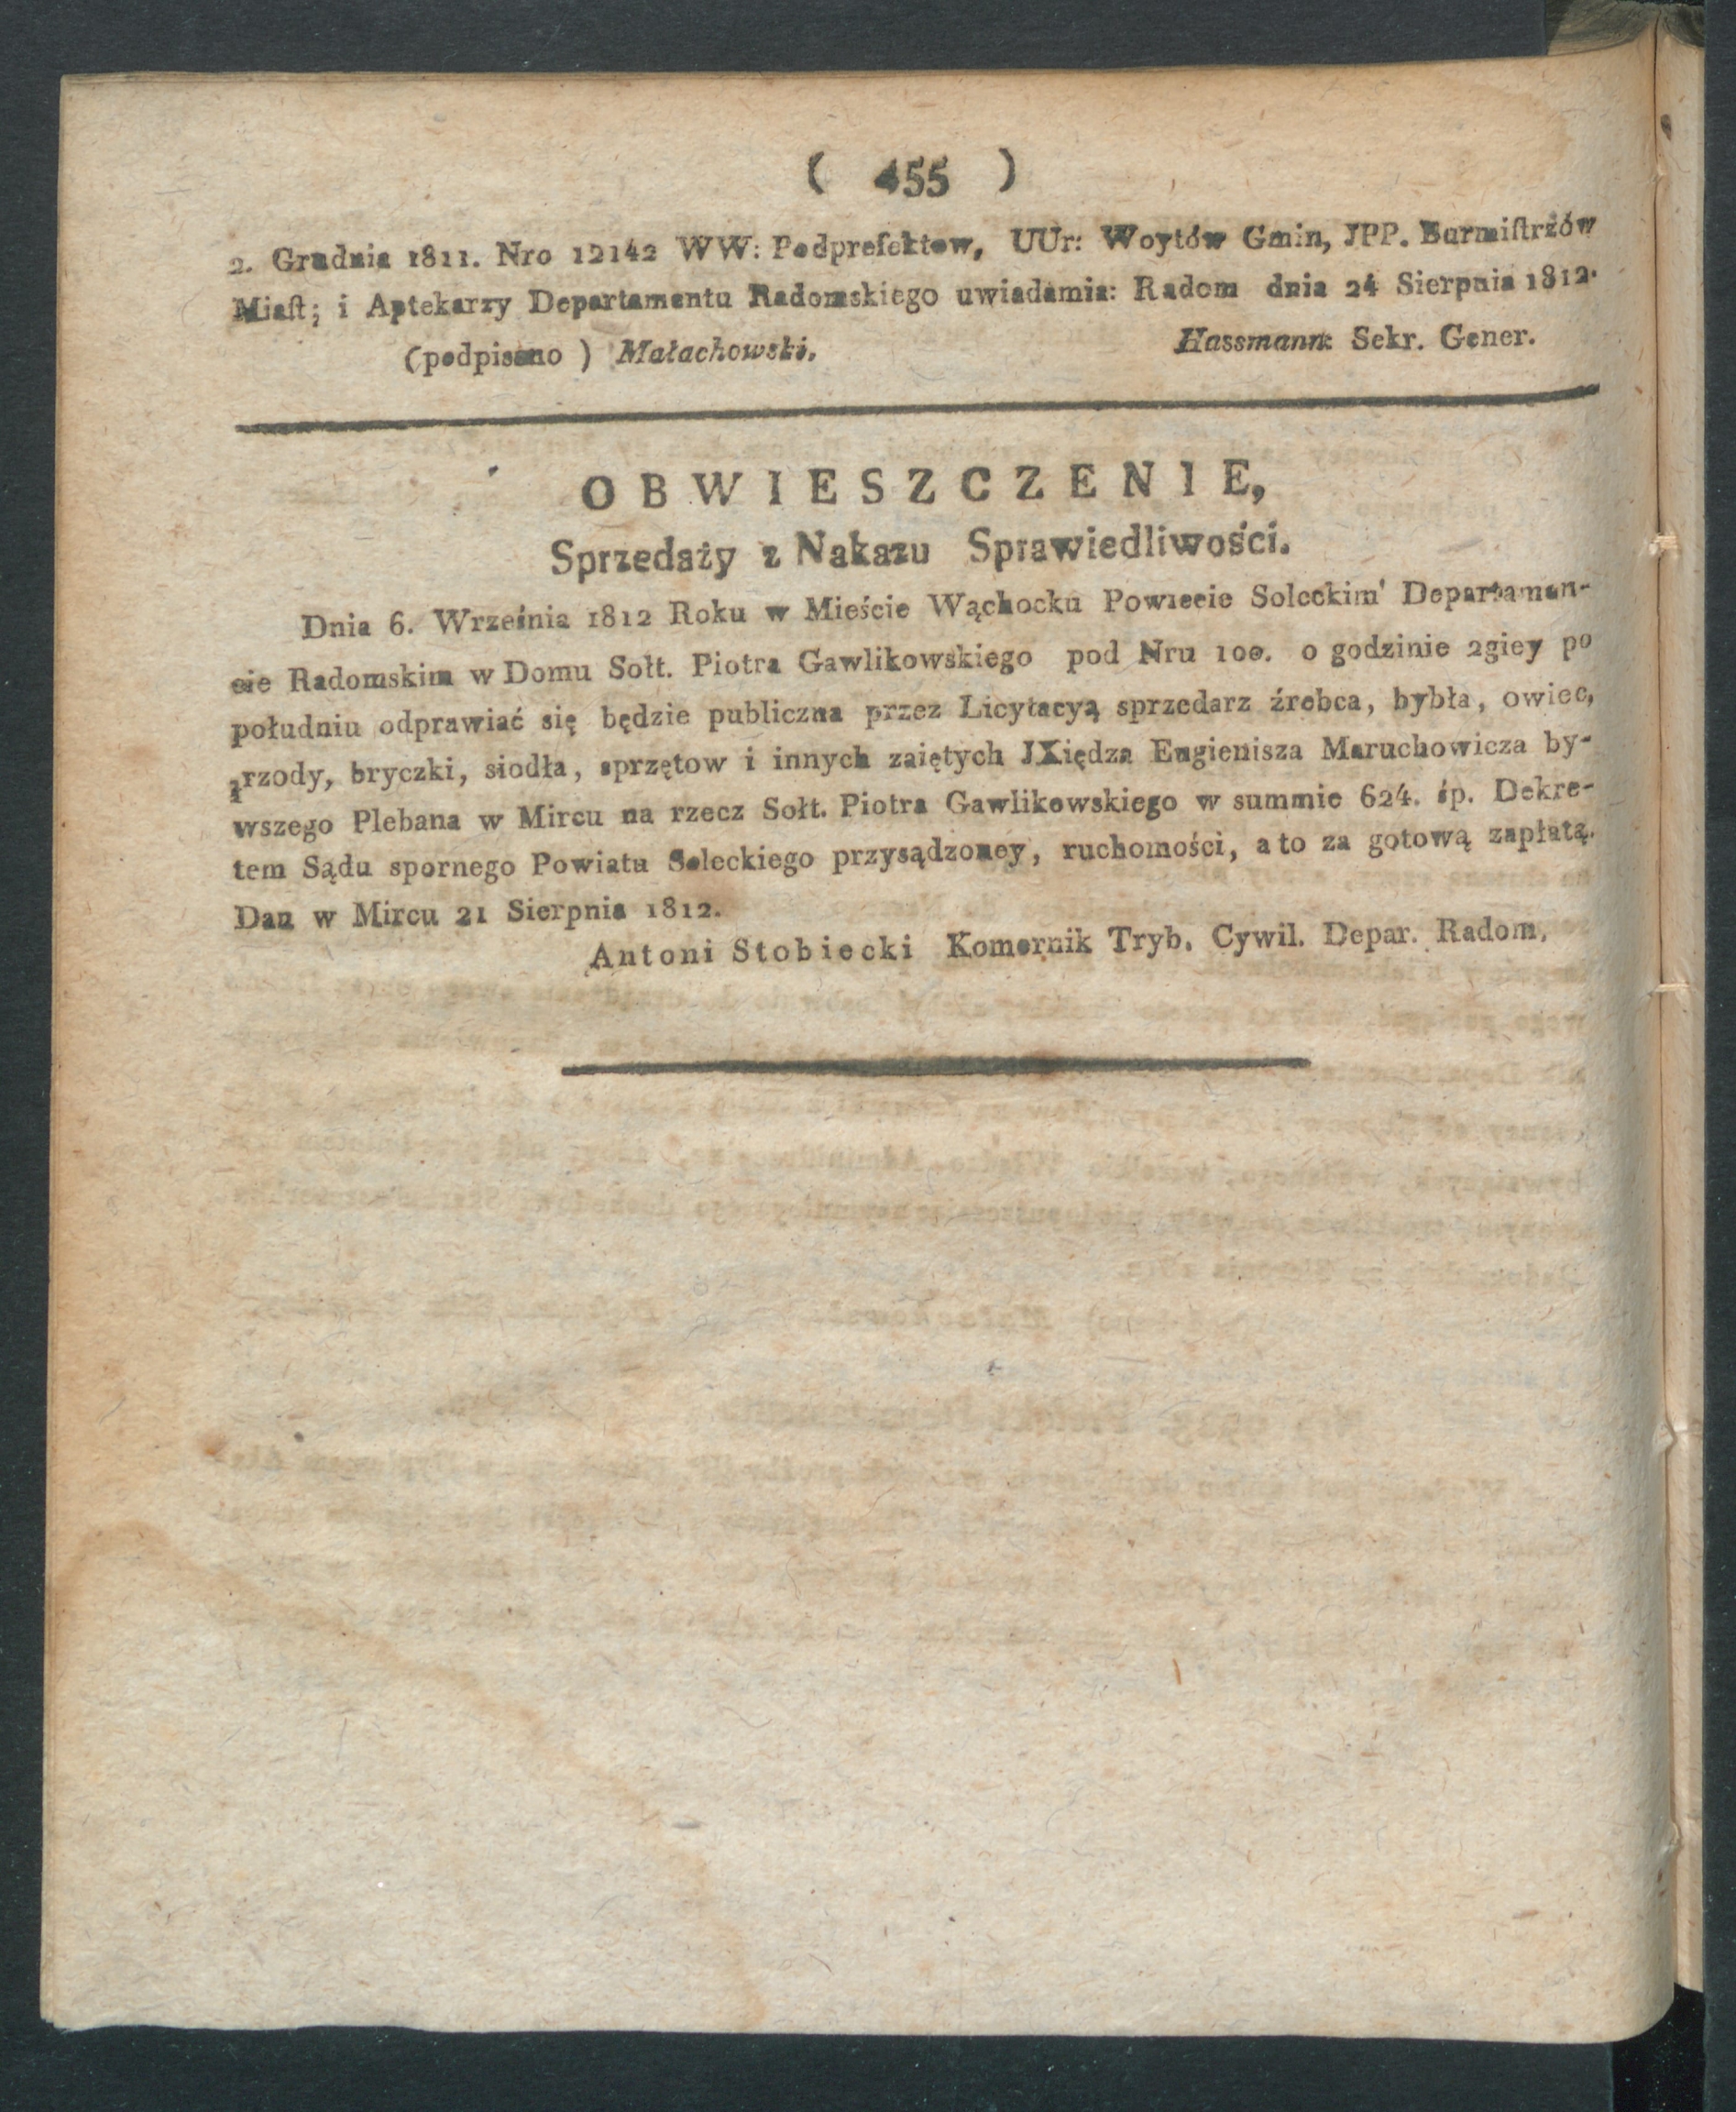 ( 455 )
2. Grudnia 1811. Nro 12142 WW: Podprefektow, UUr: Woytów Gmin, JPP. Burmiſtrzów
Miaſt; i Aptekarzy Departamentu Radomskiego uwiadamia: Radom dnia 24 Sierpnia 1812.
(podpisano ) Małachowski. Hassmann: Sekr. Gener.
OBWIESZCZENIE,
Sprzedaży z Nakazu Sprawiedliwości.
Dnia 6. Września 1812 Roku w Mieście Wąchocku Powiecie Soleckim Departamen-
cie Radomskim w Domu Sołt. Piotra Gawlikowskiego pod Nru 100. o godzinie 2giey po
południu odprawiać się będzie publiczna przez Licytacyą sprzedarz źrebca, bybła, owiec,
trzody, bryczki, siodła, sprzętow i innych zaiętych JXiędza Eugienisza Maruchowicza by-
wszego Plebana w Mircu na rzecz Sołt. Piotra Gawlikowskiego w summie 624. śp. Dekre-
tem Sądu spornego Powiatu Soleckiego przysądzoney, ruchomości, a to za gotową zapłatą.
Dan w Mircu 21 Sierpnia 1812.
Antoni Stobiecki Komornik Tryb. Cywil. Depar. Radom,